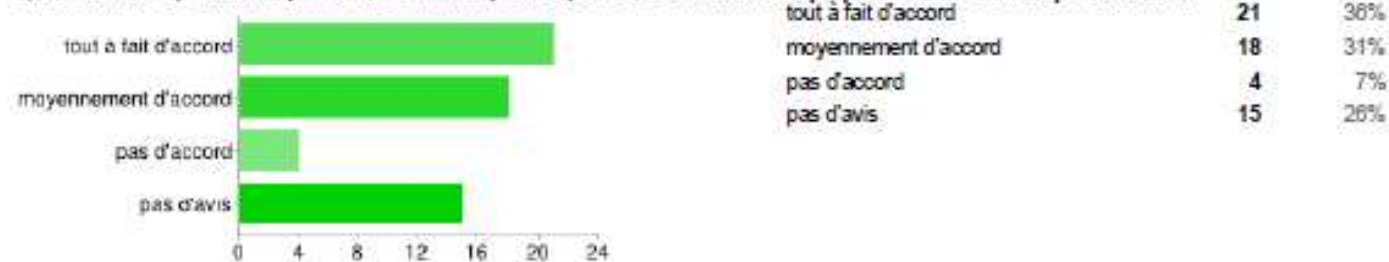 tout à fait d'accord
moyennement d'accord
pas d'accord
pas d'avis
0 4 8 12 16 20 24
tout à fait d'accord 21 36%
moyennement d'accord 18 31%
pas d'accord 4 7%
pas d'avis 15 26%